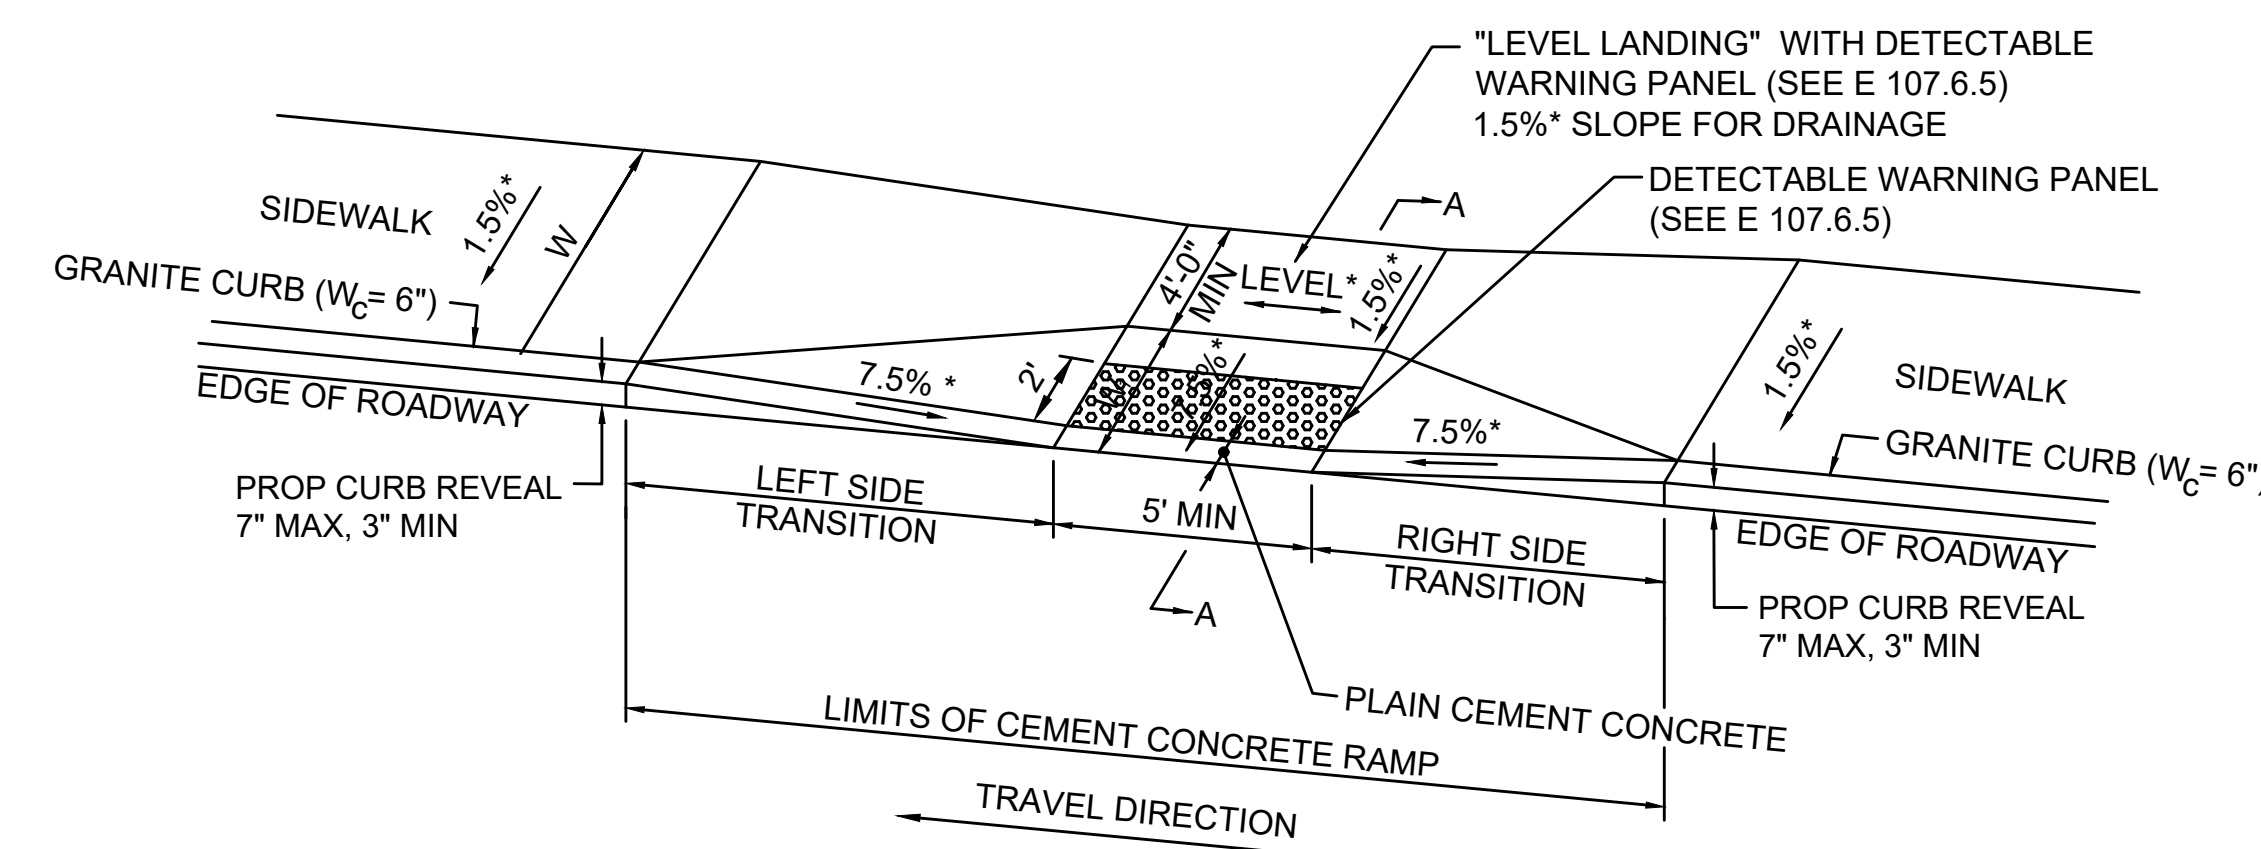 "LEVEL LANDING" WITH DETECTABLE
WARNING PANEL (SEE E 107.6.5)
1.5%* SLOPE FOR DRAINAGE
DETECTABLE WARNING PANEL
(SEE E 107.6.5)
A
SIDEWALK
1.5%*
W
4'-0"
MIN
LEVEL*
1.5%*
1.5%*
SIDEWALK
GRANITE CURB (Wc= 6")
EDGE OF ROADWAY
7.5% *
2'
7.5%*
GRANITE CURB (Wc= 6")
EDGE OF ROADWAY
PROP CURB REVEAL
7" MAX, 3" MIN
LEFT SIDE
TRANSITION
5' MIN
RIGHT SIDE
TRANSITION
A
PROP CURB REVEAL
7" MAX, 3" MIN
PLAIN CEMENT CONCRETE
LIMITS OF CEMENT CONCRETE RAMP
TRAVEL DIRECTION